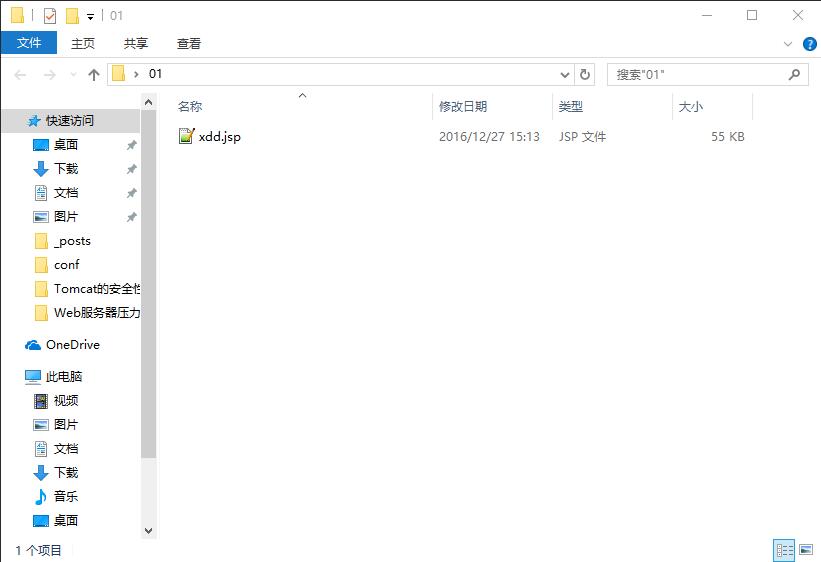 01
文件 主页 共享 查看
01 搜索"01"
名称 修改日期 类型 大小
快速访问
xdd.jsp 2016/12/27 15:13 JSP 文件 55 KB
桌面
下载
文档
图片
_posts
conf
Tomcat的安全性
Web服务器压力
OneDrive
此电脑
视频
图片
文档
下载
音乐
桌面
1 个项目